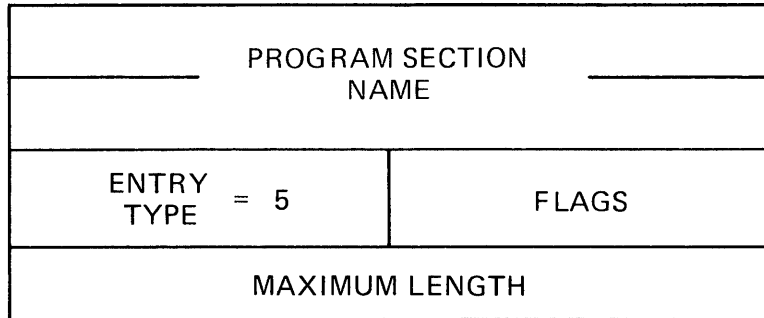 PROGRAM SECTION
NAME
ENTRY
TYPE = 5
FLAGS
MAXIMUM LENGTH